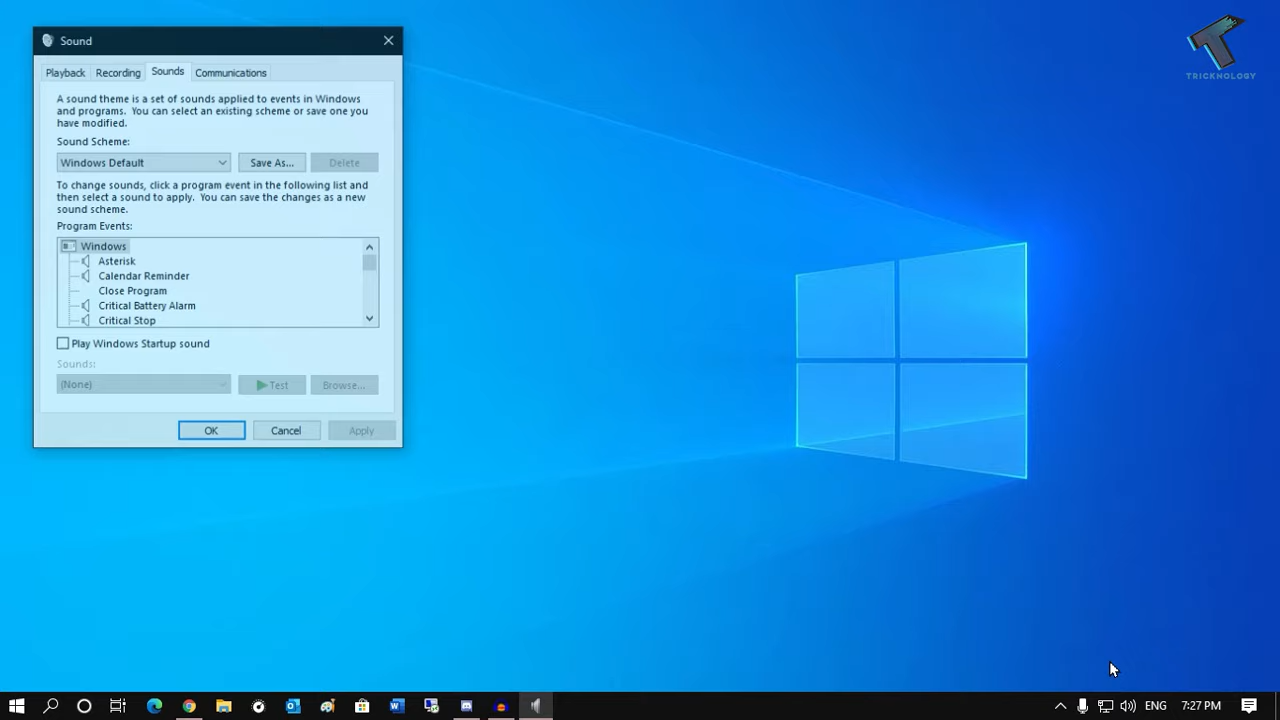 Sound
Playback Recording Sounds Communications
A sound theme is a set of sounds applied to events in Windows
and programs. You can select an existing scheme or save one you
have modified.
Sound Scheme:
Windows Default Save As... Delete
To change sounds, click a program event in the following list and
then select a sound to apply. You can save the changes as a new
sound scheme.
Program Events:
Windows
Asterisk
Calendar Reminder
Close Program
Critical Battery Alarm
Critical Stop
Play Windows Startup sound
Sounds:
(None) Test Browse...
OK Cancel Apply
TRICKNOLOGY
ENG 7:27 PM